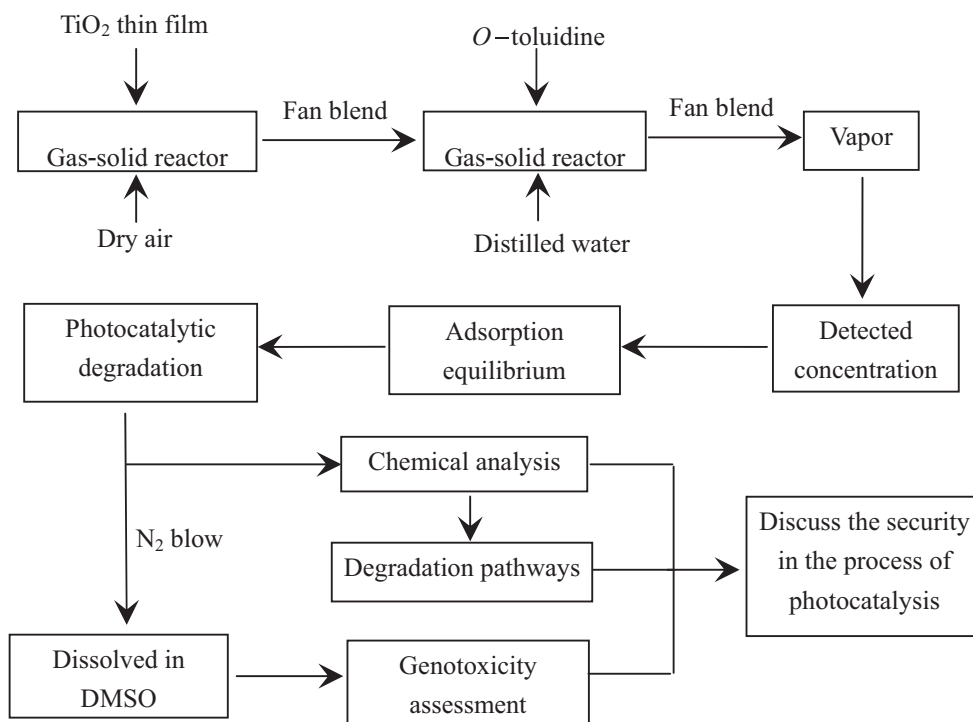 TiO₂ thin film
O−toluidine
Fan blend
Fan blend
Gas-solid reactor
Gas-solid reactor
Vapor
Dry air
Distilled water
Photocatalytic
degradation
Adsorption
equilibrium
Detected
concentration
Chemical analysis
N₂ blow
Degradation pathways
Discuss the security
in the process of
photocatalysis
Dissolved in
DMSO
Genotoxicity
assessment